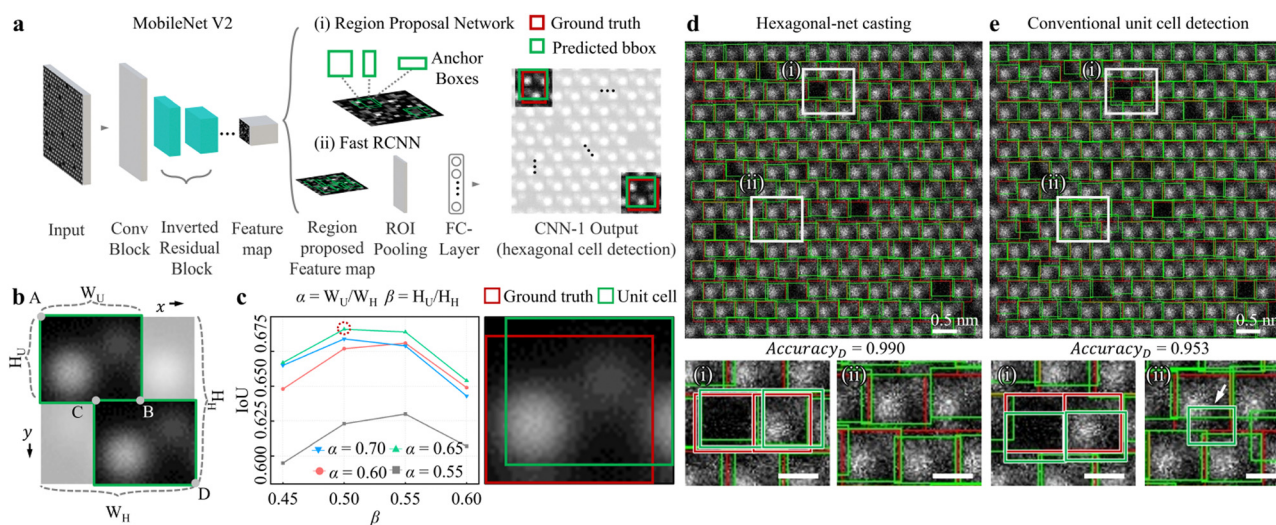 a
MobileNet V2
(i) Region Proposal Network
Anchor
Boxes
(ii) Fast RCNN
Ground truth
Predicted bbox
Input
Conv
Block
Inverted
Residual
Block
Feature
map
Region
proposed
Feature map
ROI
Pooling
FC-
Layer
CNN-1 Output
(hexagonal cell detection)
b
A
W_U
x
H_U
C
B
H_H
y
D
W_H
c
α = W_U/W_H β = H_U/H_H
Ground truth
Unit cell
IoU
0.675
0.650
0.650
0.625
0.600
α = 0.70
α = 0.65
α = 0.60
α = 0.55
0.45
0.50
0.55
0.60
β
d
Hexagonal-net casting
(i)
(ii)
0.5 nm
Accuracy_D = 0.990
(i)
(ii)
e
Conventional unit cell detection
(i)
(ii)
0.5 nm
Accuracy_D = 0.953
(i)
(ii)